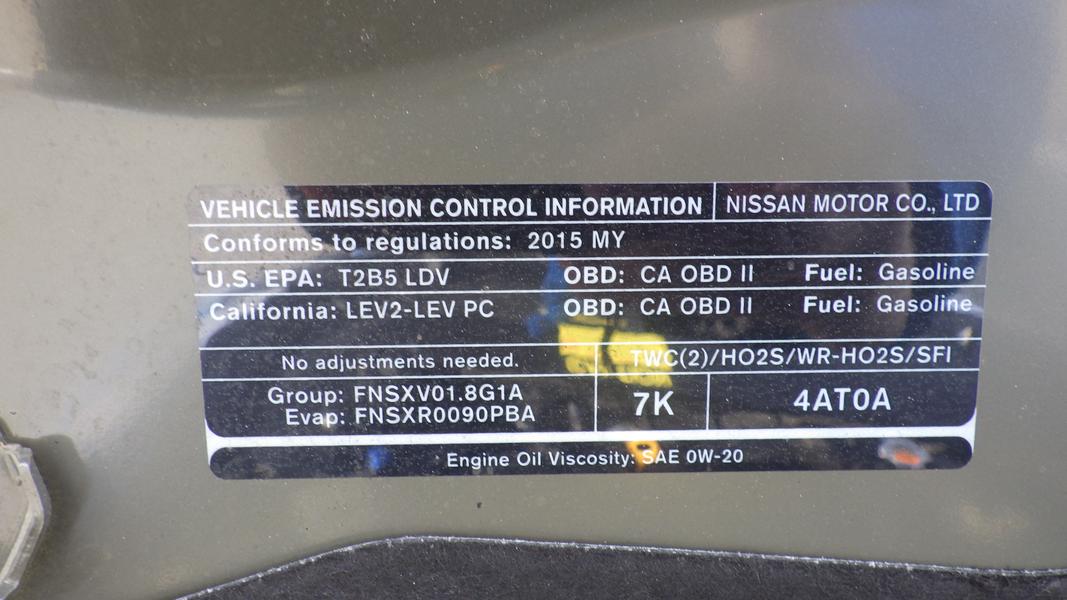 VEHICLE EMISSION CONTROL INFORMATION NISSAN MOTOR CO., LTD
Conforms to regulations: 2015 MY
U.S. EPA: T2B5 LDV OBD: CA OBD II Fuel: Gasoline
California: LEV2-LEV PC OBD: CA OBD II Fuel: Gasoline
No adjustments needed. TWC(2)/HO2S/WR-HO2S/SFI
Group: FNSXV01.8G1A
Evap: FNSXR0090PBA
7K 4AT0A
Engine Oil Viscosity: SAE 0W-20